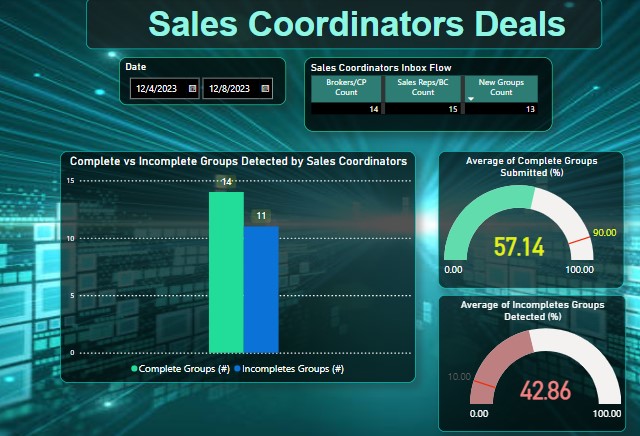 Sales Coordinators Deals
Date
12/4/2023 12/8/2023
Sales Coordinators Inbox Flow
Brokers/CP Count
Sales Reps/BC Count
New Groups Count
14 15 13
Complete vs Incomplete Groups Detected by Sales Coordinators
15
14
11
10
5
0
Complete Groups (#) Incompletes Groups (#)
Average of Complete Groups
Submitted (%)
90.00
57.14
0.00 100.00
Average of Incompletes Groups
Detected (%)
10.00
42.86
0.00 100.00